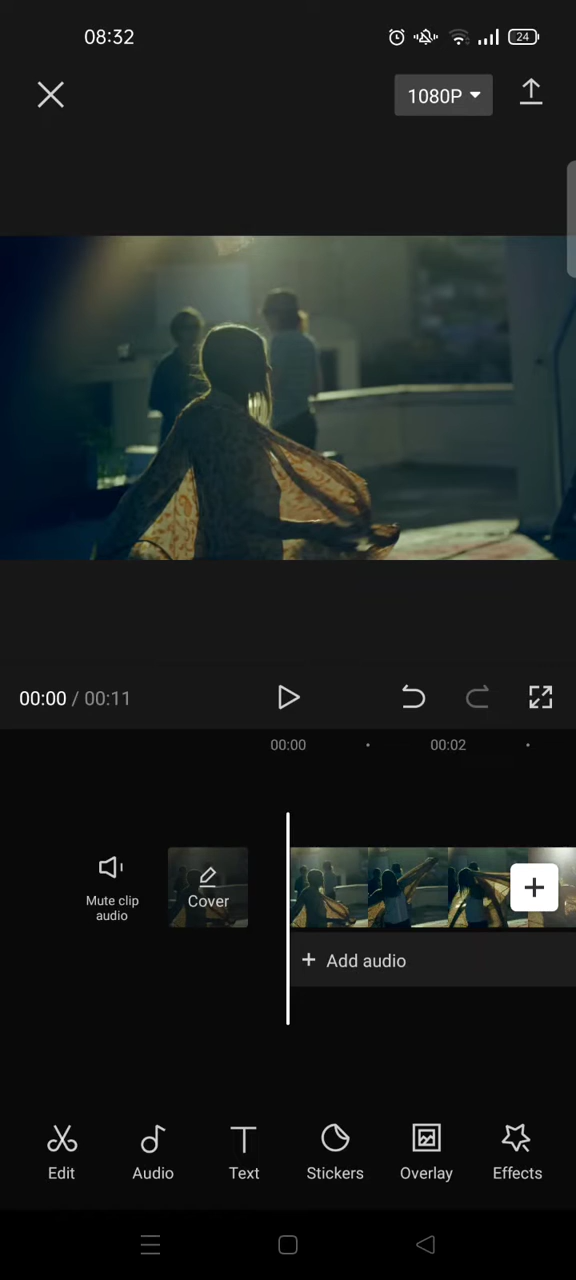 08:32
24
1080P
00:00 / 00:11
00:00
00:02
Mute clip
audio
Cover
+ Add audio
Edit
Audio
Text
Stickers
Overlay
Effects